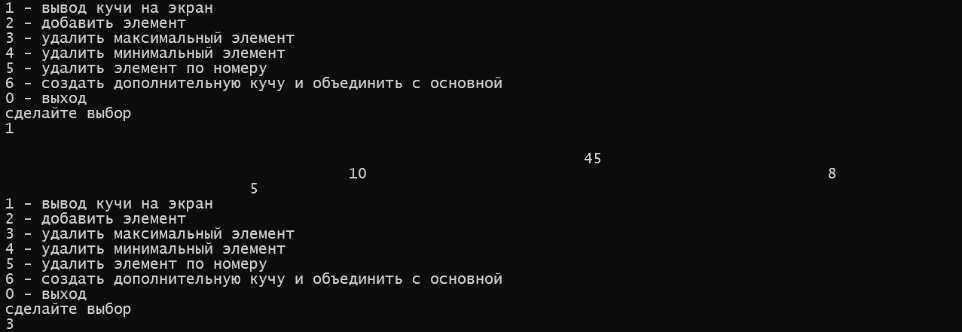 1 - вывод кучи на экран
2 - добавить элемент
3 - удалить максимальный элемент
4 - удалить минимальный элемент
5 - удалить элемент по номеру
6 - создать дополнительную кучу и объединить с основной
0 - выход
сделайте выбор
1
45
10 8
5
1 - вывод кучи на экран
2 - добавить элемент
3 - удалить максимальный элемент
4 - удалить минимальный элемент
5 - удалить элемент по номеру
6 - создать дополнительную кучу и объединить с основной
0 - выход
сделайте выбор
3